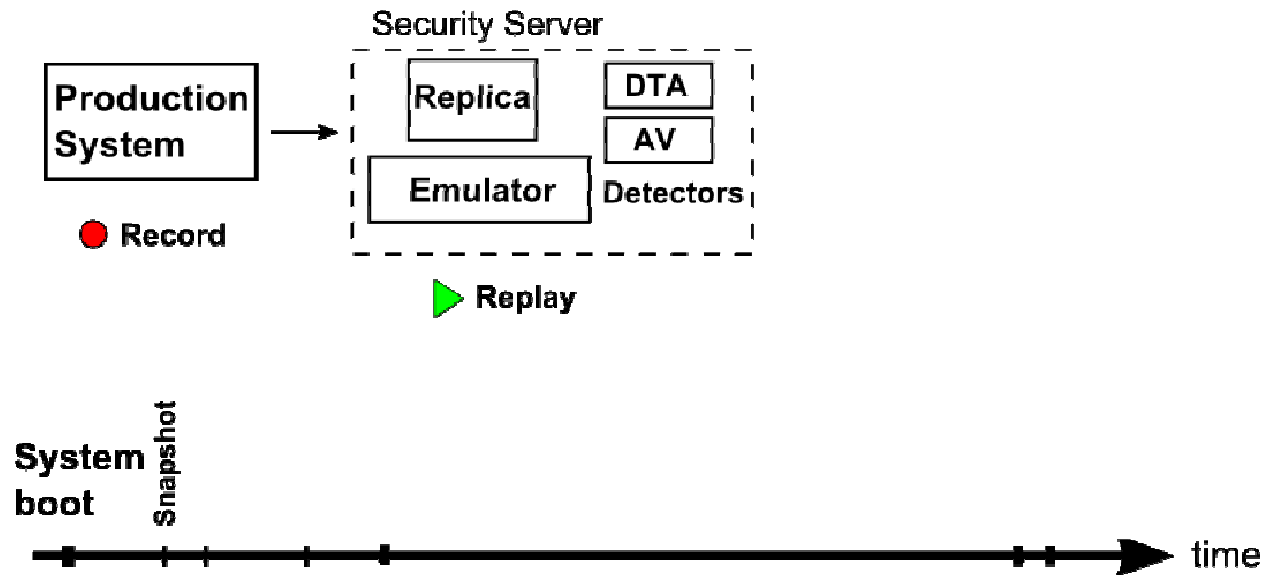 Security Server
Production
System
Replica
DTA
AV
Emulator
Detectors
Record
Replay
System
boot
Snapshot
time